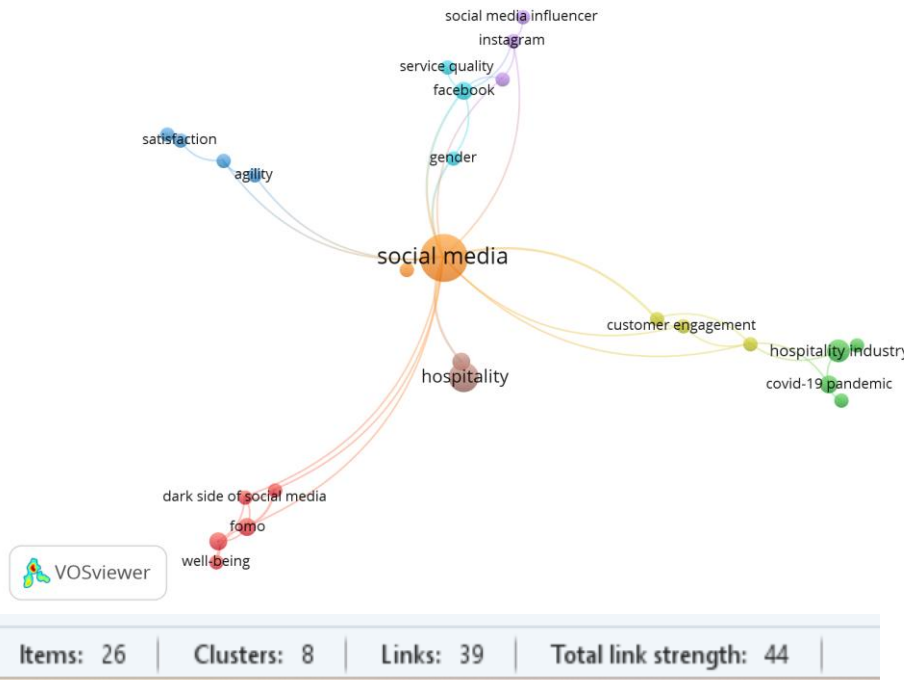 social media influencer
instagram
service quality
facebook
satisfaction
gender
agility
social media
customer engagement
hospitality industry
hospitality
covid-19 pandemic
dark side of social media
fomo
well-being
VOSviewer
Items: 26 Clusters: 8 Links: 39 Total link strength: 44